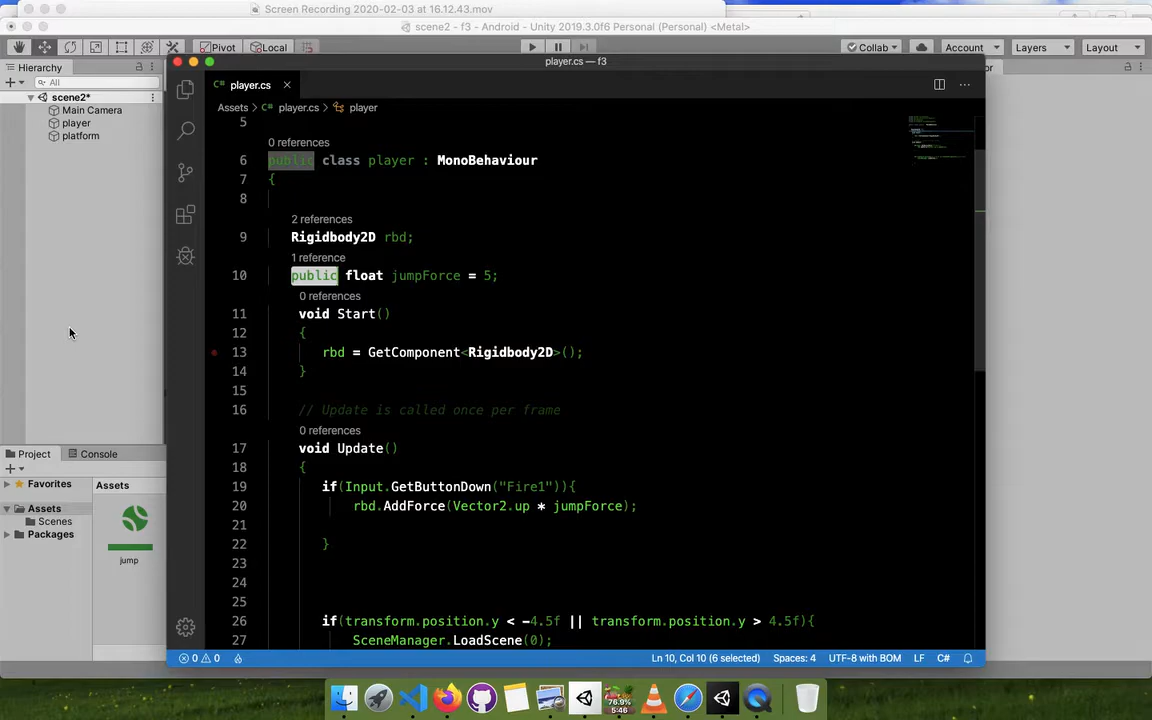 Screen Recording 2020-02-03 at 16.12.43.mov
scene2 - f3 - Android - Unity 2019.3.0f6 Personal (Personal) <Metal>
Pivot Local Collab Account Layers Layout
Hierarchy
player.cs — f3
or
All
player.cs
scene2*
Assets > player.cs > player
Main Camera
player
platform
5
0 references
6 public class player : MonoBehaviour
7 {
8
2 references
9 Rigidbody2D rbd;
1 reference
10 public float jumpForce = 5;
0 references
11 void Start()
12 {
13 rbd = GetComponent<Rigidbody2D>();
14 }
15
16 // Update is called once per frame
0 references
17 void Update()
18 {
19 if(Input.GetButtonDown("Fire1")){
20 rbd.AddForce(Vector2.up * jumpForce);
21
22 }
23
24
25
26 if(transform.position.y < -4.5f || transform.position.y > 4.5f){
27 SceneManager.LoadScene(0);
Project Console
Favorites
Assets
Scenes
Packages
Assets
jump
0 0
Ln 10, Col 10 (6 selected) Spaces: 4 UTF-8 with BOM LF C#
76.9%
5:46